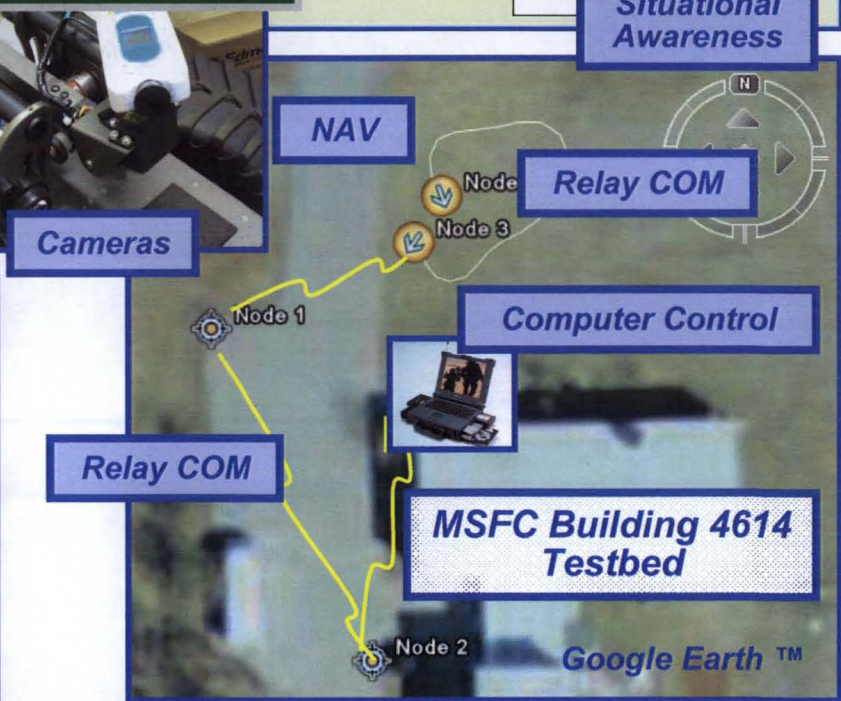 Situational
Awareness
N
NAV
Node
Relay COM
Cameras
Node 3
Node 1
Computer Control
Relay COM
MSFC Building 4614
Testbed
Node 2
Google Earth ™